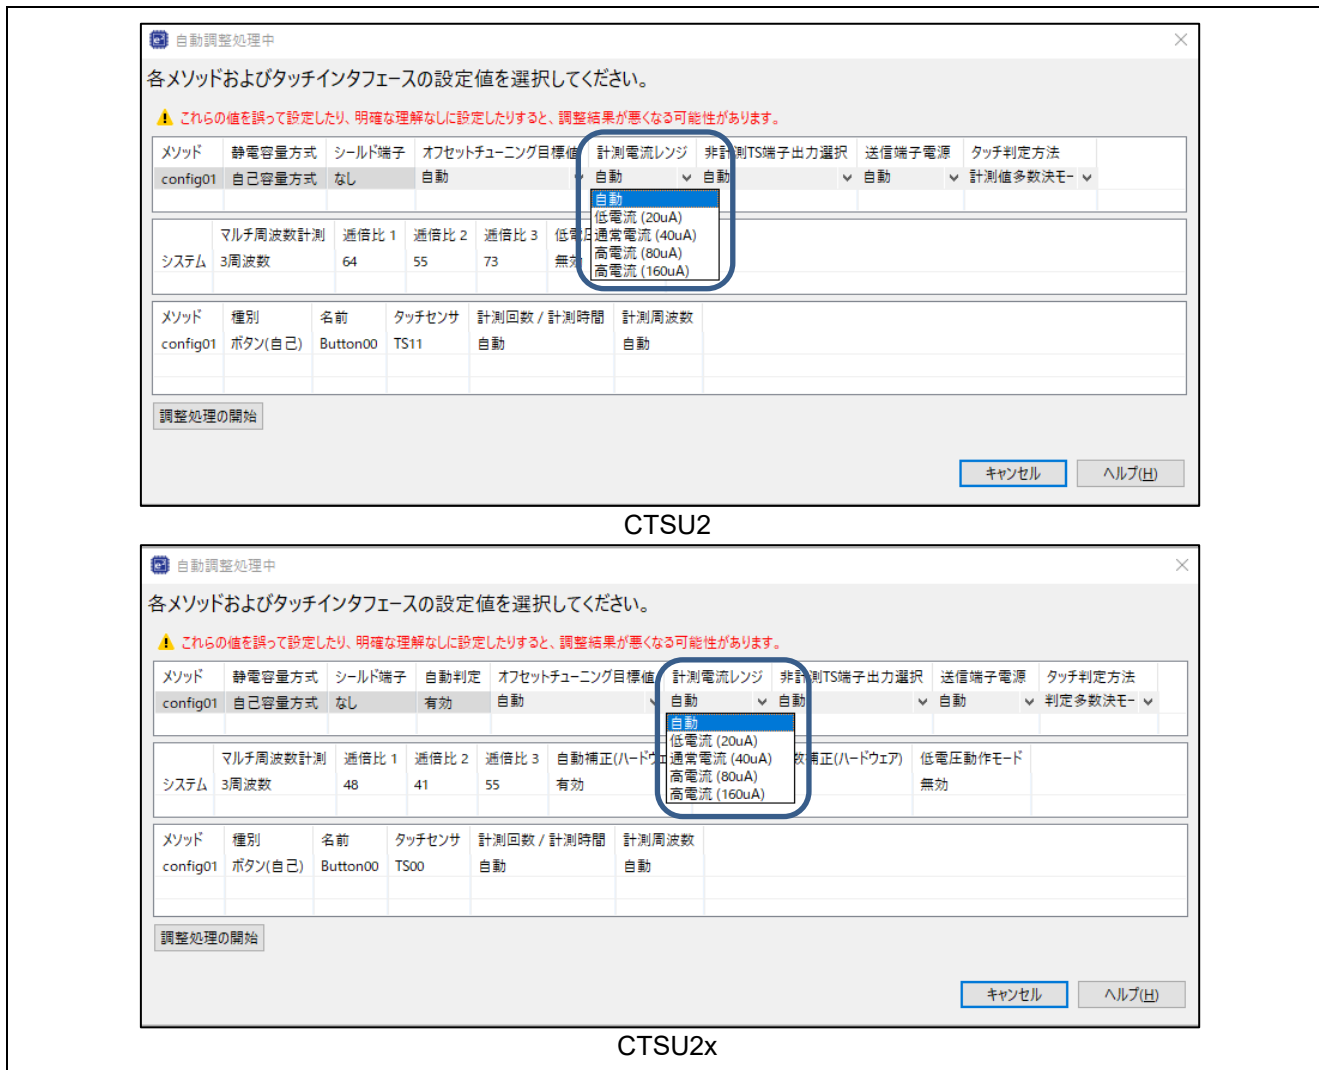 自動調整処理中
各メソッドおよびタッチインタフェースの設定値を選択してください。
これらの値を誤って設定したり、明確な理解なしに設定したりすると、調整結果が悪くなる可能性があります。
メソッド 静電容量方式 シールド端子 オフセットチューニング目標値 計測電流レンジ 非計測TS端子出力選択 送信端子電源 タッチ判定方法
config01 自己容量方式 なし 自動 自動 自動 自動 計測値多数決モー
自動
低電流 (20uA)
通常電流 (40uA)
高電流 (80uA)
高電流 (160uA)
マルチ周波数計測 逓倍比 1 逓倍比 2 逓倍比 3 低電
システム 3周波数 64 55 73 無効
メソッド 種別 名前 タッチセンサ 計測回数 / 計測時間 計測周波数
config01 ボタン(自己) Button00 TS11 自動 自動
調整処理の開始
キャンセル ヘルプ(H)
CTSU2
自動調整処理中
各メソッドおよびタッチインタフェースの設定値を選択してください。
これらの値を誤って設定したり、明確な理解なしに設定したりすると、調整結果が悪くなる可能性があります。
メソッド 静電容量方式 シールド端子 自動判定 オフセットチューニング目標値 計測電流レンジ 非計測TS端子出力選択 送信端子電源 タッチ判定方法
config01 自己容量方式 なし 有効 自動 自動 自動 自動 判定多数決モー
自動
低電流 (20uA)
通常電流 (40uA)
高電流 (80uA)
高電流 (160uA)
マルチ周波数計測 逓倍比 1 逓倍比 2 逓倍比 3 自動補正(ハードウェ 数補正(ハードウェア) 低電圧動作モード
システム 3周波数 48 41 55 有効 無効
メソッド 種別 名前 タッチセンサ 計測回数 / 計測時間 計測周波数
config01 ボタン(自己) Button00 TS00 自動 自動
調整処理の開始
キャンセル ヘルプ(H)
CTSU2x